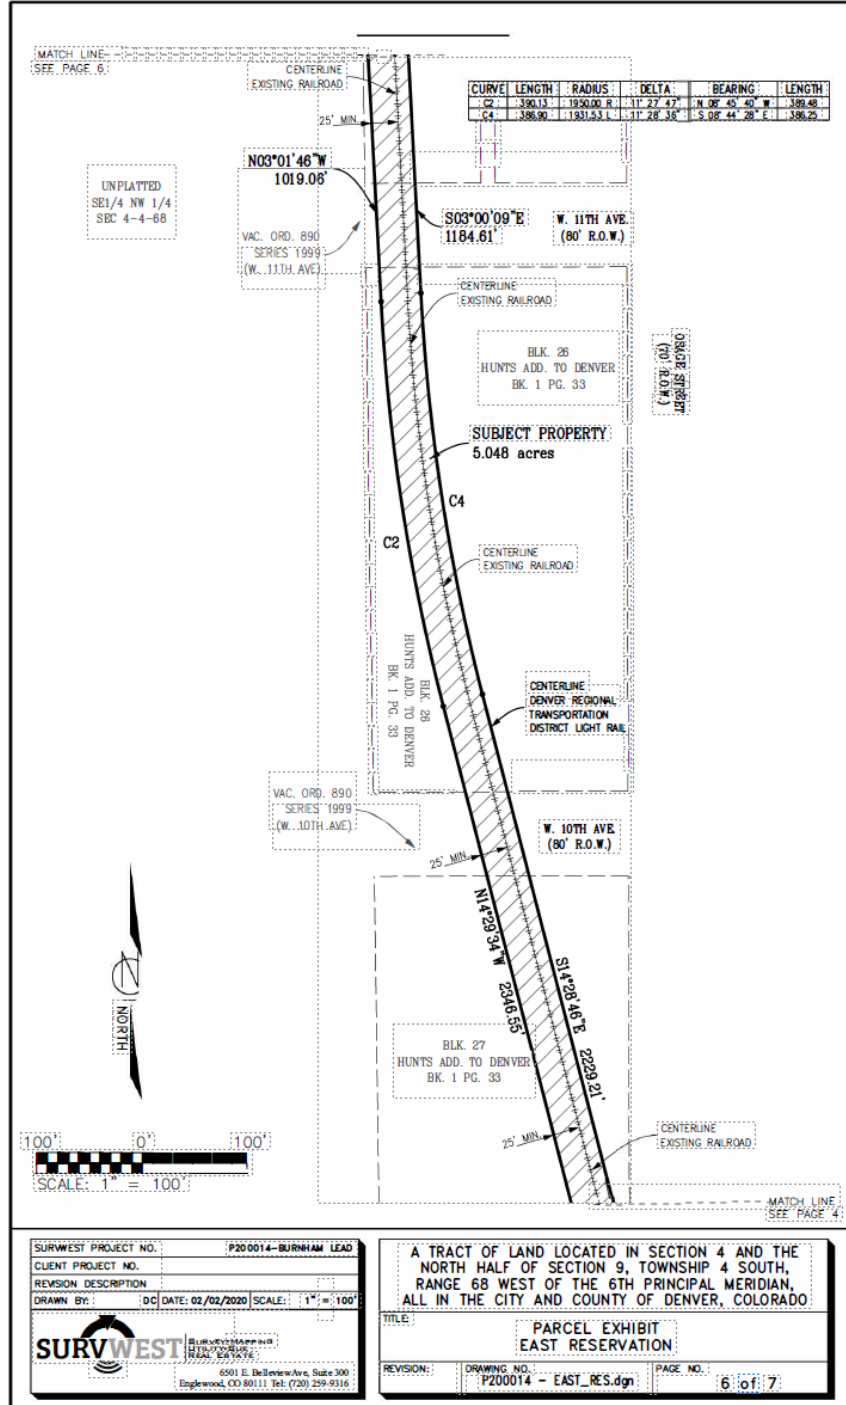 MATCH LINE
SEE PAGE 6
CENTERLINE
EXISTING RAILROAD
CURVE LENGTH RADIUS DELTA BEARING LENGTH
C2 390.13 1950.00 R 11° 27' 47" N 08° 45' 40" W 389.48
C4 386.90 1931.53 L 11° 28' 36" S 08° 44' 28" E 386.25
25' MIN.
N03°01'46"W
1019.06'
UNPLATTED
SE1/4 NW 1/4
SEC 4-4-68
S03°00'09"E
1184.61'
W. 11TH AVE.
(80' R.O.W.)
VAC. ORD. 890
SERIES 1999
(W. 11TH AVE)
CENTERLINE
EXISTING RAILROAD
BLK. 26
HUNTS ADD. TO DENVER
BK. 1 PG. 33
OSAGE STREET
(70' R.O.W.)
SUBJECT PROPERTY
5.048 acres
C4
C2
CENTERLINE
EXISTING RAILROAD
BLK. 26
HUNTS ADD. TO DENVER
BK. 1 PG. 33
CENTERLINE
DENVER REGIONAL
TRANSPORTATION
DISTRICT LIGHT RAIL
VAC. ORD. 890
SERIES 1999
(W. 10TH AVE)
W. 10TH AVE.
(80' R.O.W.)
25' MIN.
N14°29'34"W 2346.55'
S14°28'46"E 2229.21'
NORTH
BLK. 27
HUNTS ADD. TO DENVER
BK. 1 PG. 33
25' MIN.
CENTERLINE
EXISTING RAILROAD
100' 0' 100'
SCALE: 1" = 100'
MATCH LINE
SEE PAGE 4
SURVWEST PROJECT NO. P200014-BURNHAM LEAD
CLIENT PROJECT NO.
REVISION DESCRIPTION
DRAWN BY: DC DATE: 02/02/2020 SCALE: 1" = 100'
SURVWEST
SURVEY/MAPPING
UTILITY/SUE
REAL ESTATE
6501 E. Belleview Ave, Suite 300
Englewood, CO 80111 Tel: (720) 259-9316
A TRACT OF LAND LOCATED IN SECTION 4 AND THE
NORTH HALF OF SECTION 9, TOWNSHIP 4 SOUTH,
RANGE 68 WEST OF THE 6TH PRINCIPAL MERIDIAN,
ALL IN THE CITY AND COUNTY OF DENVER, COLORADO
TITLE:
PARCEL EXHIBIT
EAST RESERVATION
REVISION: DRAWING NO. PAGE NO.
P200014 - EAST_RES.dgn 6 of 7